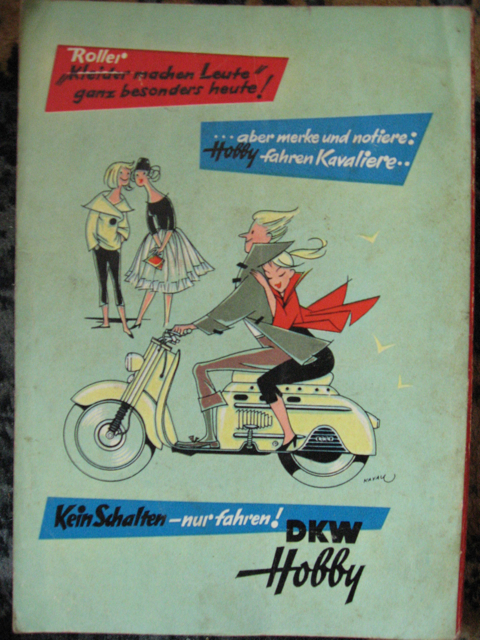 Roller
„Kleider machen Leute“
ganz besonders heute!
... aber merke und notiere:
Hobby fahren Kavaliere..
Kein Schalten – nur fahren!
DKW
Hobby